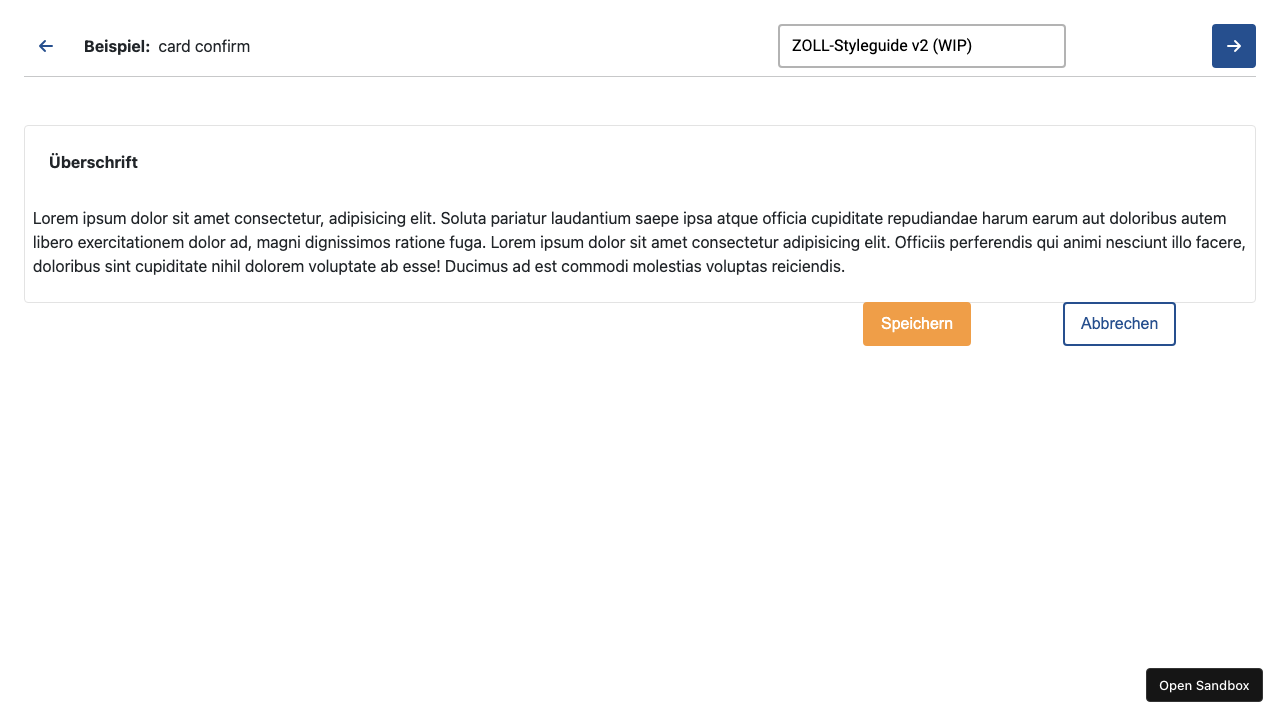 Beispiel: card confirm
ZOLL-Styleguide v2 (WIP)
Überschrift
Lorem ipsum dolor sit amet consectetur, adipisicing elit. Soluta pariatur laudantium saepe ipsa atque officia cupiditate repudiandae harum earum aut doloribus autem
libero exercitationem dolor ad, magni dignissimos ratione fuga. Lorem ipsum dolor sit amet consectetur adipisicing elit. Officiis perferendis qui animi nesciunt illo facere,
doloribus sint cupiditate nihil dolorem voluptate ab esse! Ducimus ad est commodi molestias voluptas reiciendis.
Speichern
Abbrechen
Open Sandbox